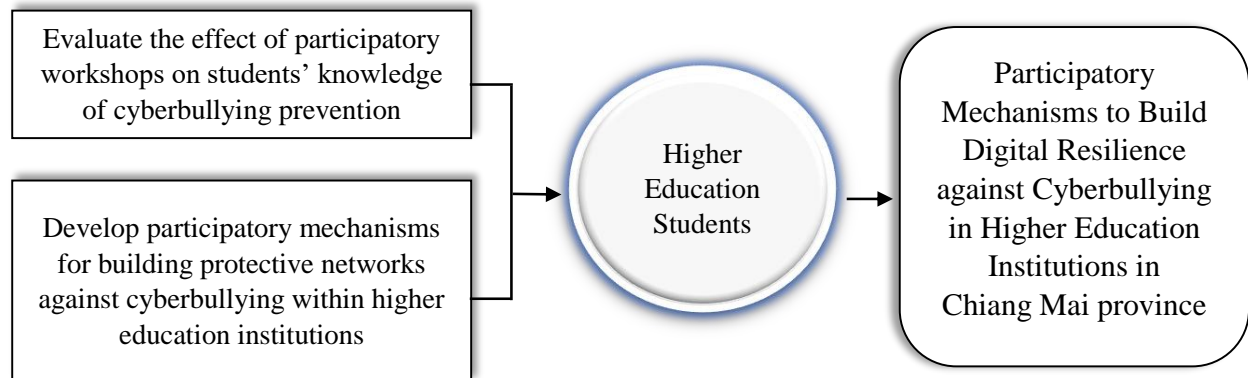 Evaluate the effect of participatory
workshops on students’ knowledge
of cyberbullying prevention
Develop participatory mechanisms
for building protective networks
against cyberbullying within higher
education institutions
Higher
Education
Students
Participatory
Mechanisms to Build
Digital Resilience
against Cyberbullying
in Higher Education
Institutions in
Chiang Mai province